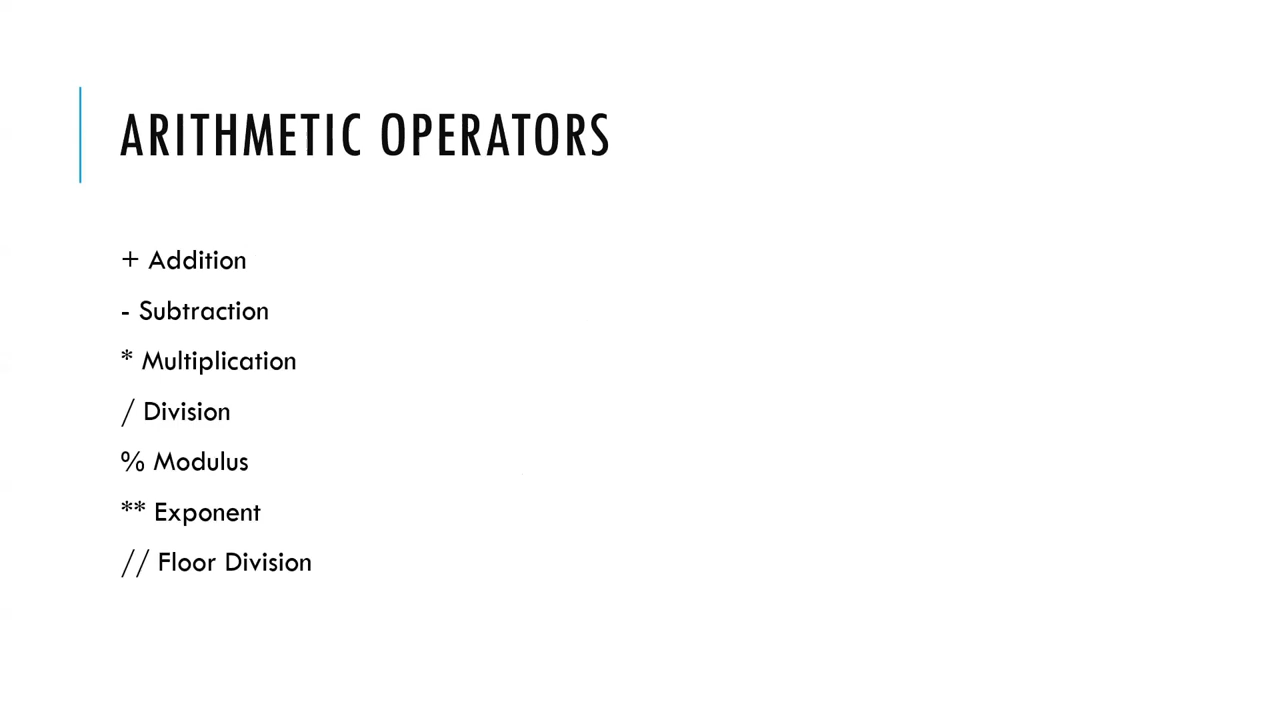 ARITHMETIC OPERATORS
+ Addition
- Subtraction
* Multiplication
/ Division
% Modulus
** Exponent
// Floor Division